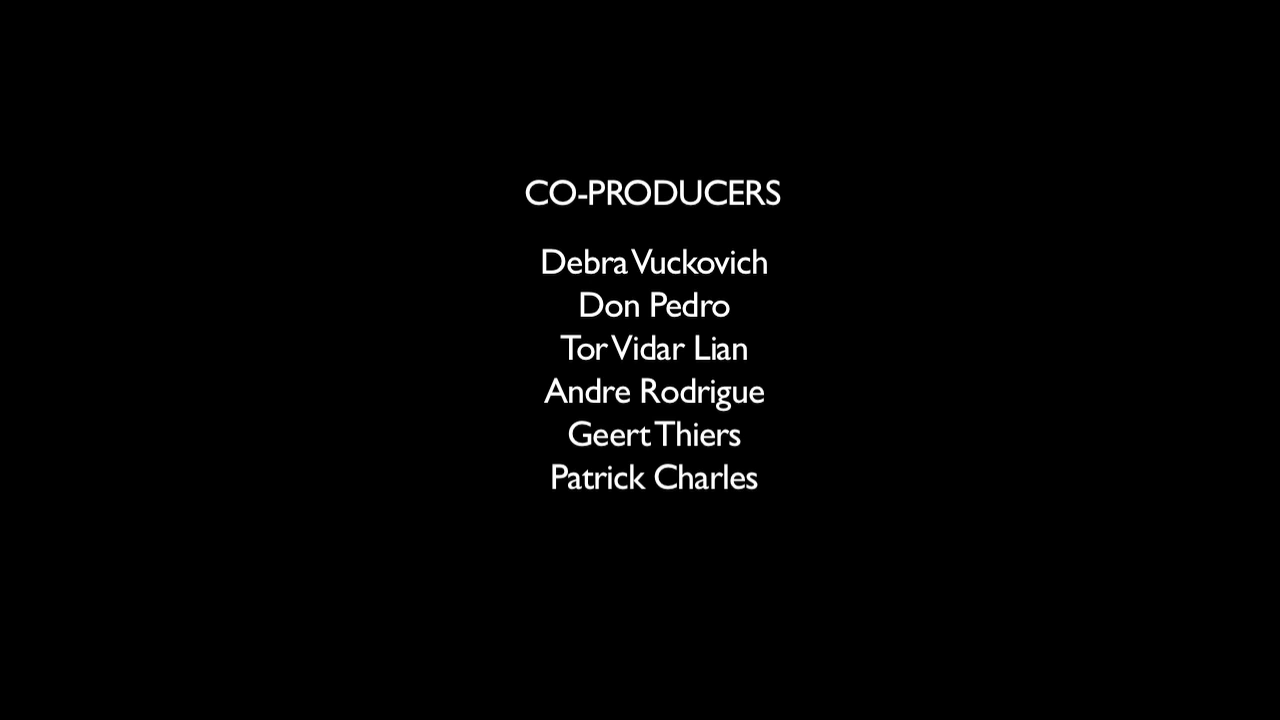 CO-PRODUCERS
Debra Vuckovich
Don Pedro
Tor Vidar Lian
Andre Rodrigue
Geert Thiers
Patrick Charles